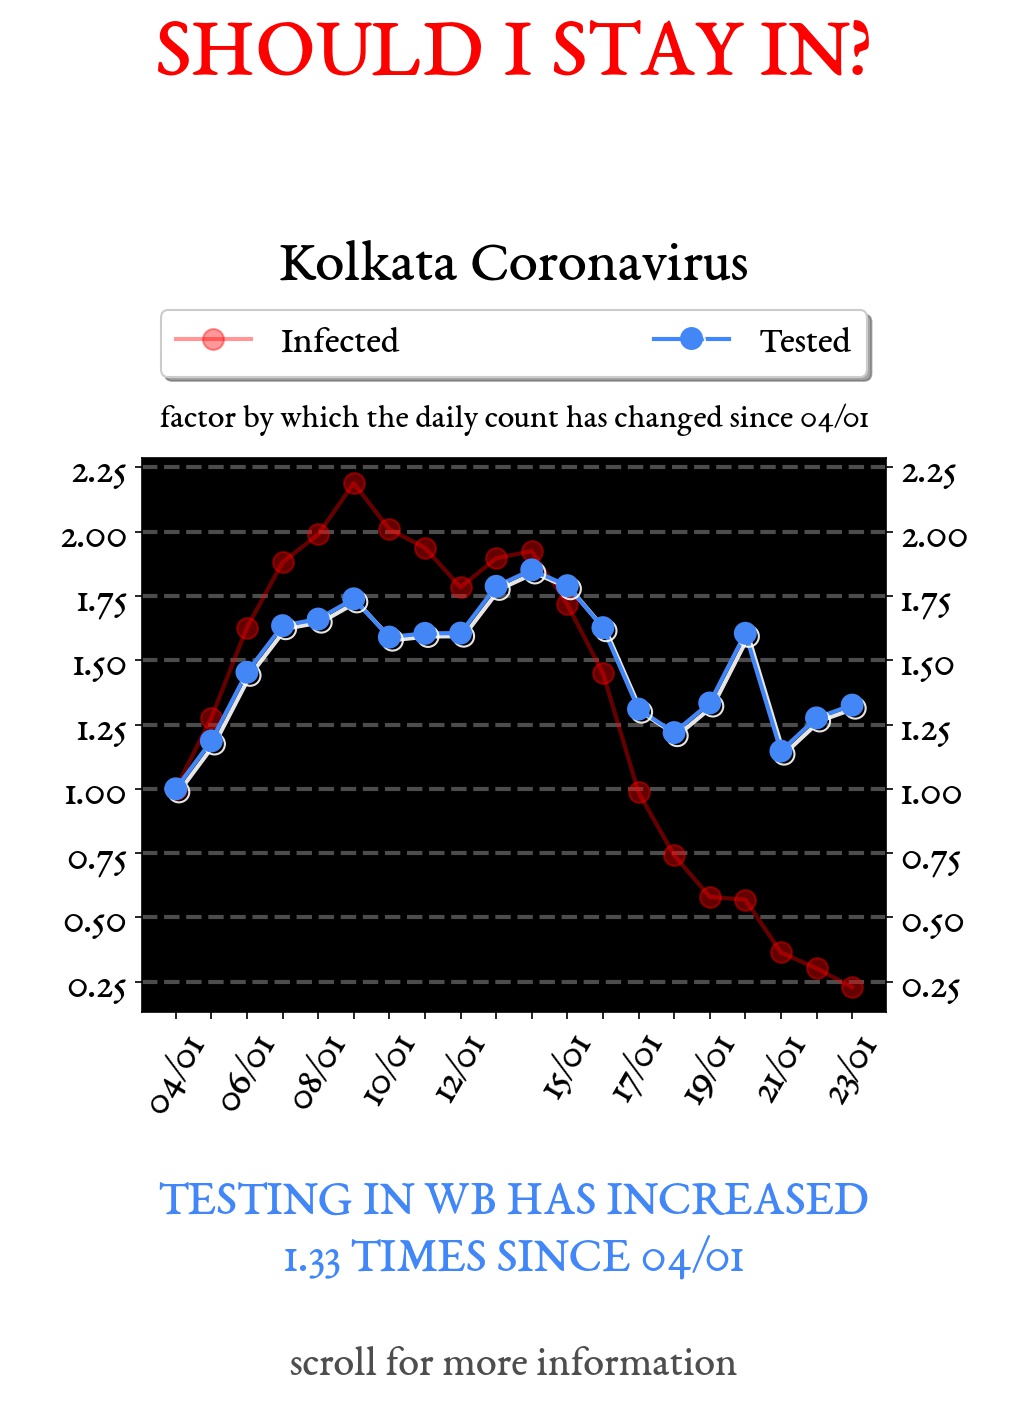 SHOULD I STAY IN?
Kolkata Coronavirus
Infected Tested
factor by which the daily count has changed since 04/01
2.25 2.25
2.00 2.00
1.75 1.75
1.50 1.50
1.25 1.25
1.00 1.00
0.75 0.75
0.50 0.50
0.25 0.25
04/01 06/01 08/01 10/01 12/01 15/01 17/01 19/01 21/01 23/01
TESTING IN WB HAS INCREASED
1.33 TIMES SINCE 04/01
scroll for more information